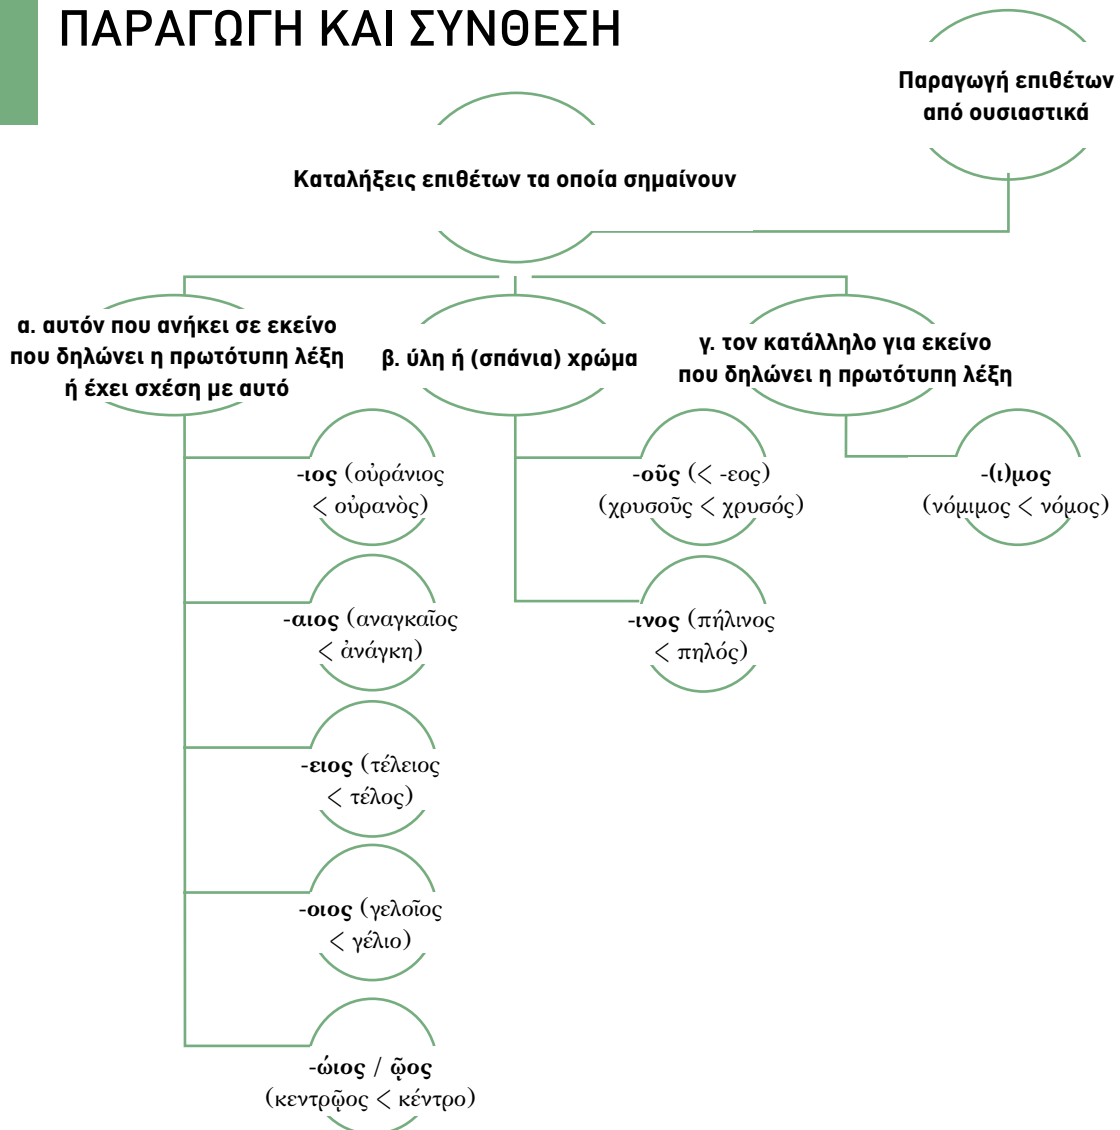 ΠΑΡΑΓΩΓΗ ΚΑΙ ΣΥΝΘΕΣΗ
Παραγωγή επιθέτων
από ουσιαστικά
Καταλήξεις επιθέτων τα οποία σημαίνουν
α. αυτόν που ανήκει σε εκείνο
που δηλώνει η πρωτότυπη λέξη
ή έχει σχέση με αυτό
β. ύλη ή (σπάνια) χρώμα
γ. τον κατάλληλο για εκείνο
που δηλώνει η πρωτότυπη λέξη
-ιος (οὐράνιος
< οὐρανὸς)
-οῦς (< -εος)
(χρυσοῦς < χρυσός)
-(ι)μος
(νόμιμος < νόμος)
-αιος (αναγκαῖος
< ἀνάγκη)
-ινος (πήλινος
< πηλός)
-ειος (τέλειος
< τέλος)
-οιος (γελοῖος
< γέλιο)
-ώιος / ῷος
(κεντρῷος < κέντρο)